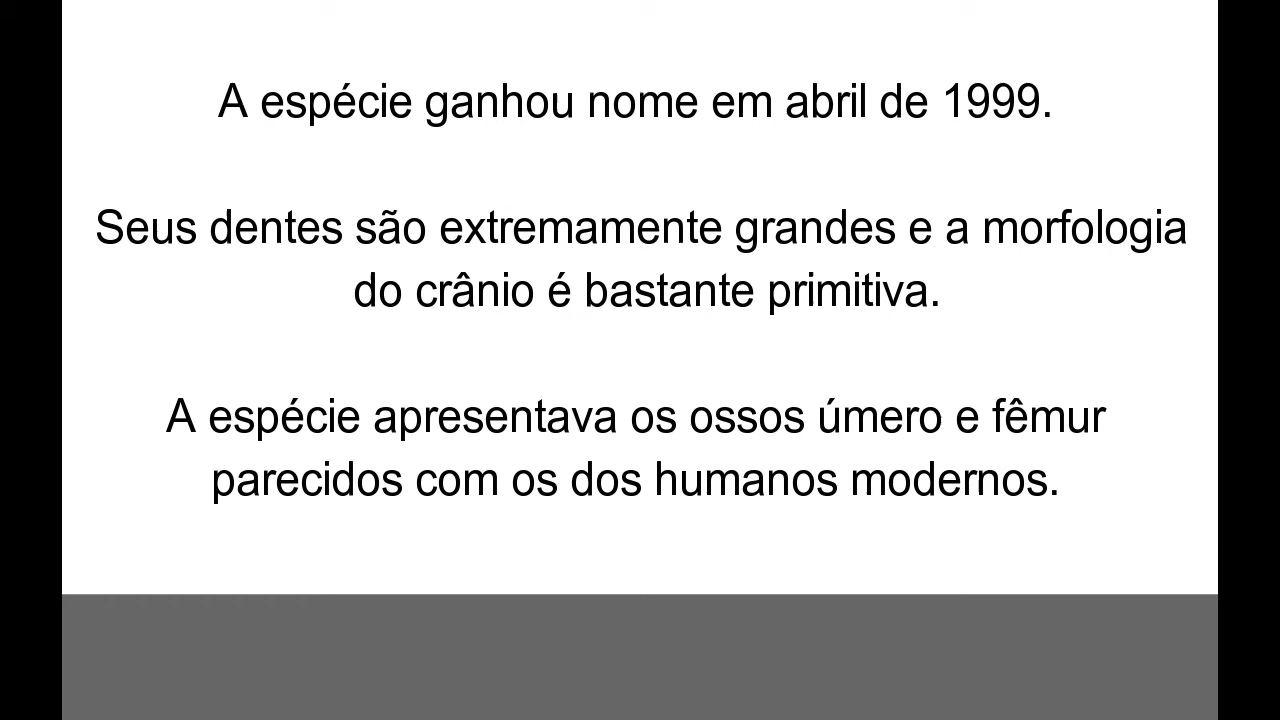 A espécie ganhou nome em abril de 1999.
Seus dentes são extremamente grandes e a morfologia
do crânio é bastante primitiva.
A espécie apresentava os ossos úmero e fêmur
parecidos com os dos humanos modernos.